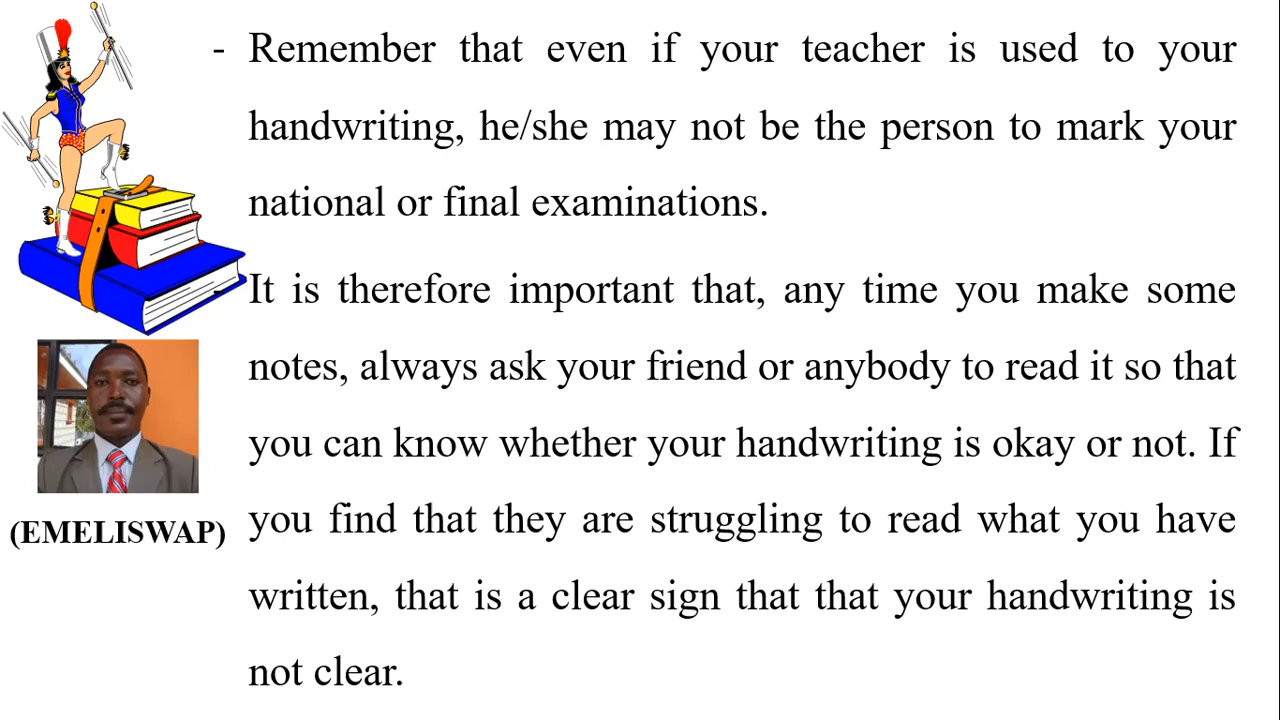 - Remember that even if your teacher is used to your
handwriting, he/she may not be the person to mark your
national or final examinations.
It is therefore important that, any time you make some
notes, always ask your friend or anybody to read it so that
you can know whether your handwriting is okay or not. If
you find that they are struggling to read what you have
written, that is a clear sign that that your handwriting is
not clear.
(EMELISWAP)